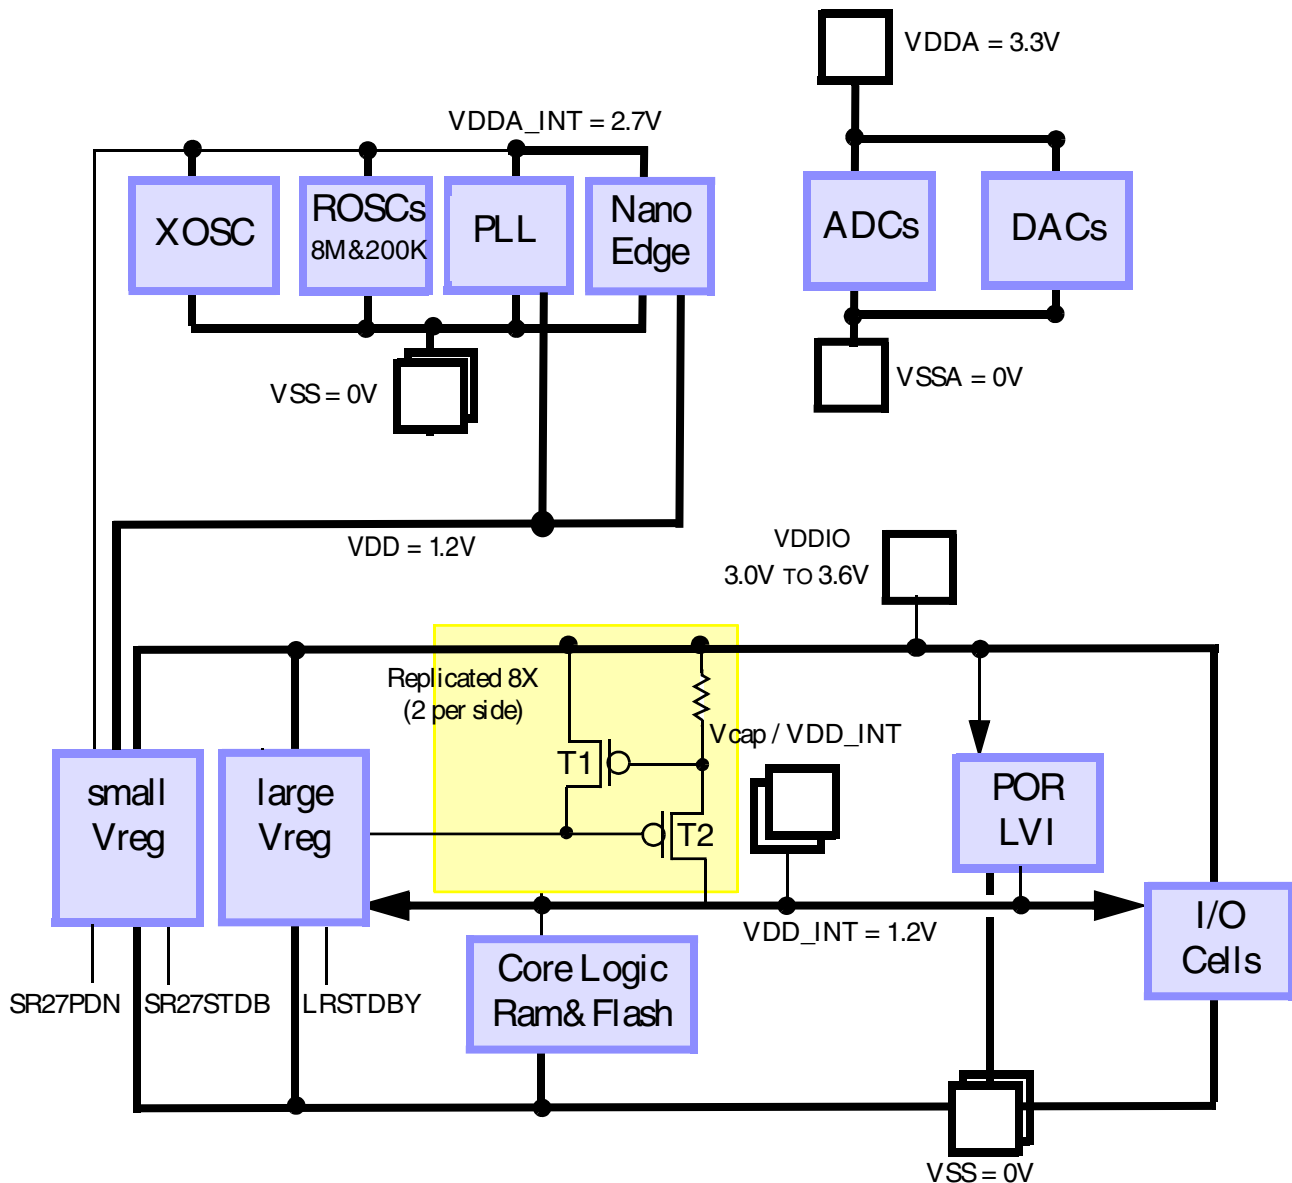 VDDA = 3.3V
VDDA_INT = 2.7V
XOSC
ROSCs
8M&200K
PLL
Nano
Edge
ADCs
DACs
VSS = 0V
VSSA = 0V
VDD = 1.2V
VDDIO
3.0V TO 3.6V
Replicated 8X
(2 per side)
Vcap / VDD_INT
T1
T2
small
Vreg
large
Vreg
POR
LVI
VDD_INT = 1.2V
I/O
Cells
Core Logic
Ram& Flash
SR27PDN
SR27STDB
LRSTDBY
VSS = 0V